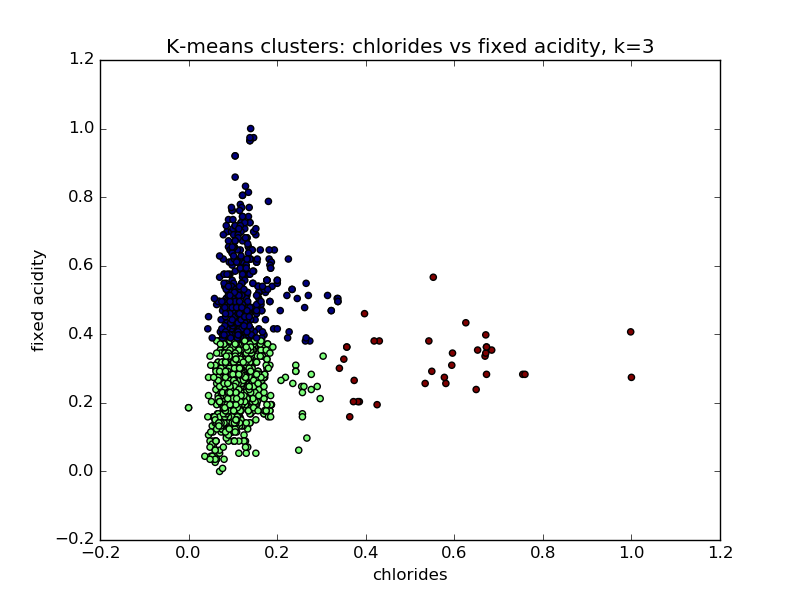 K-means clusters: chlorides vs fixed acidity, k=3
1.2
1.0
0.8
0.6
0.4
0.2
0.0
−0.2
fixed acidity
−0.2 0.0 0.2 0.4 0.6 0.8 1.0 1.2
chlorides